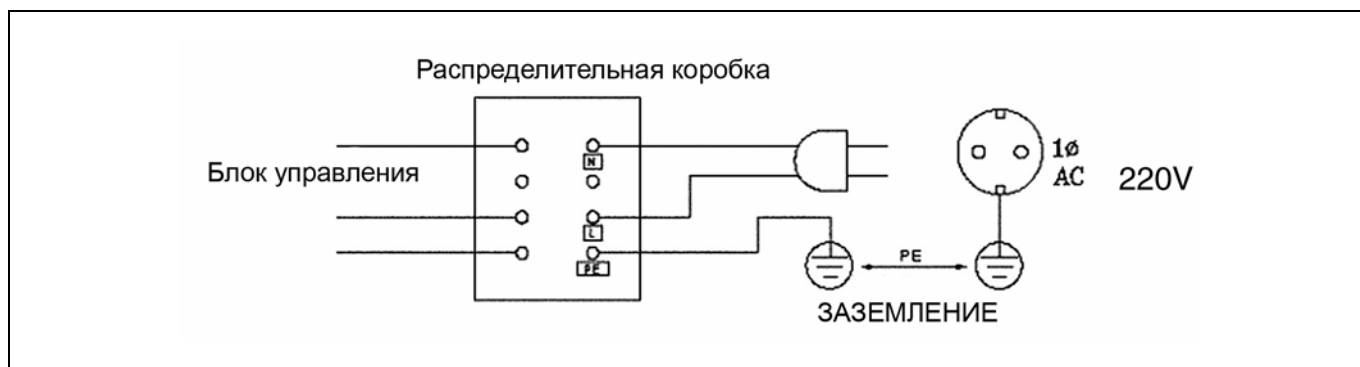 Распределительная коробка
Блок управления
N
L
PE
1ø
AC
220V
PE
ЗАЗЕМЛЕНИЕ